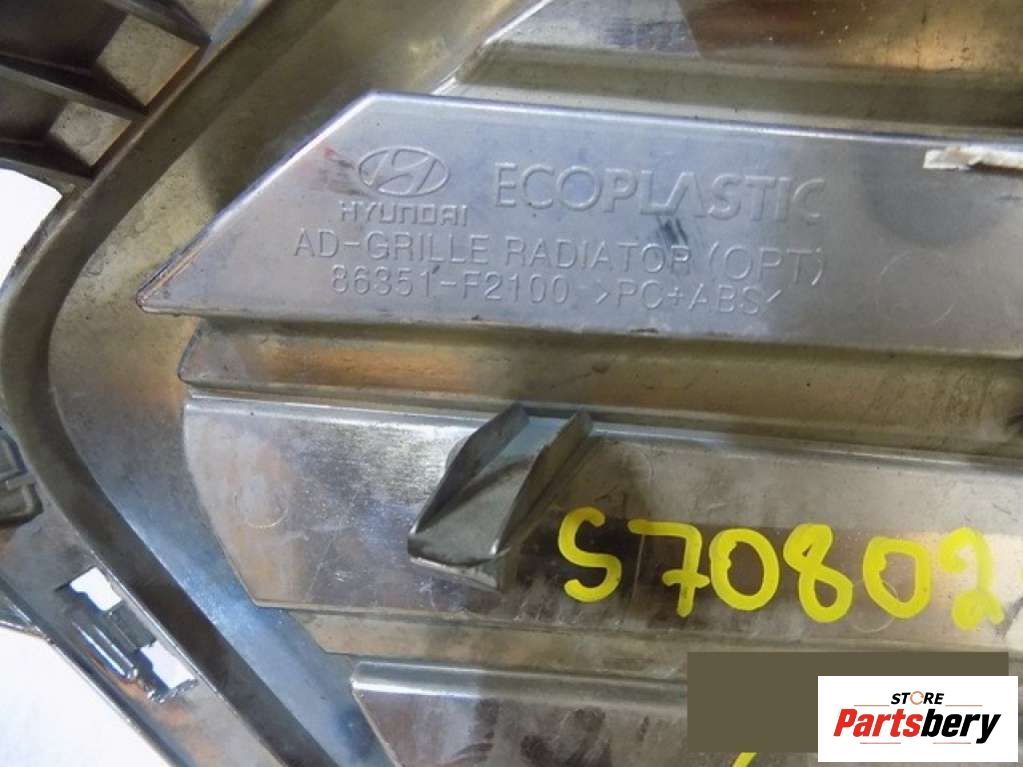 HYUNDAI
ECOPLASTIC
AD-GRILLE RADIATOR (OPT)
86351-F2100 >PC+ABS<
S70802
STORE
Partsbery